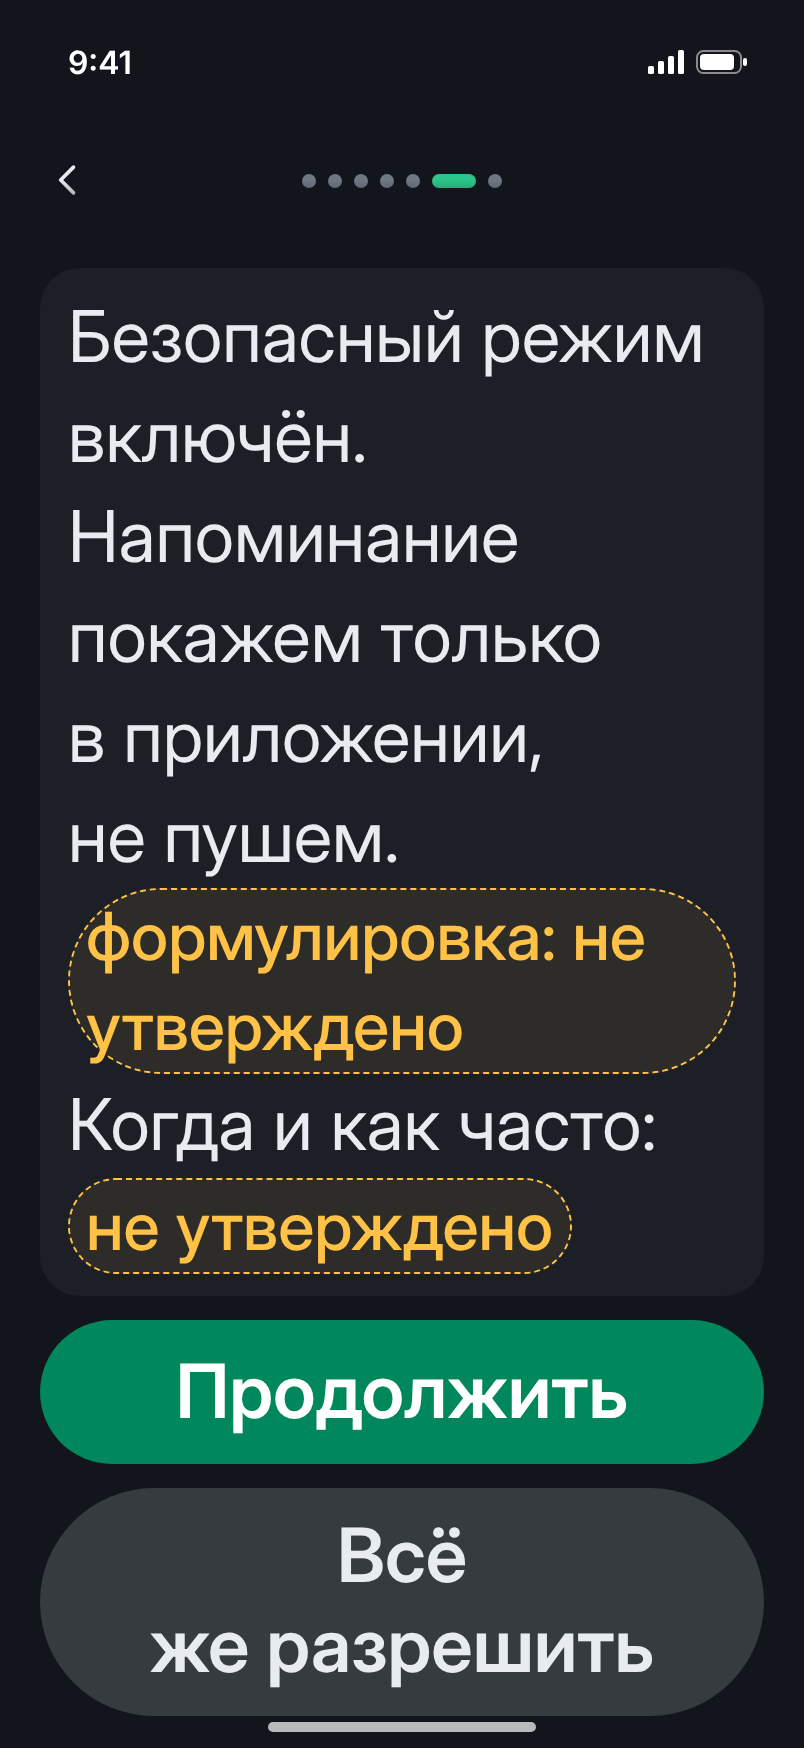 9:41
Безопасный режим
включён.
Напоминание
покажем только
в приложении,
не пушем.
формулировка: не
утверждено
Когда и как часто:
не утверждено
Продолжить
Всё
же разрешить